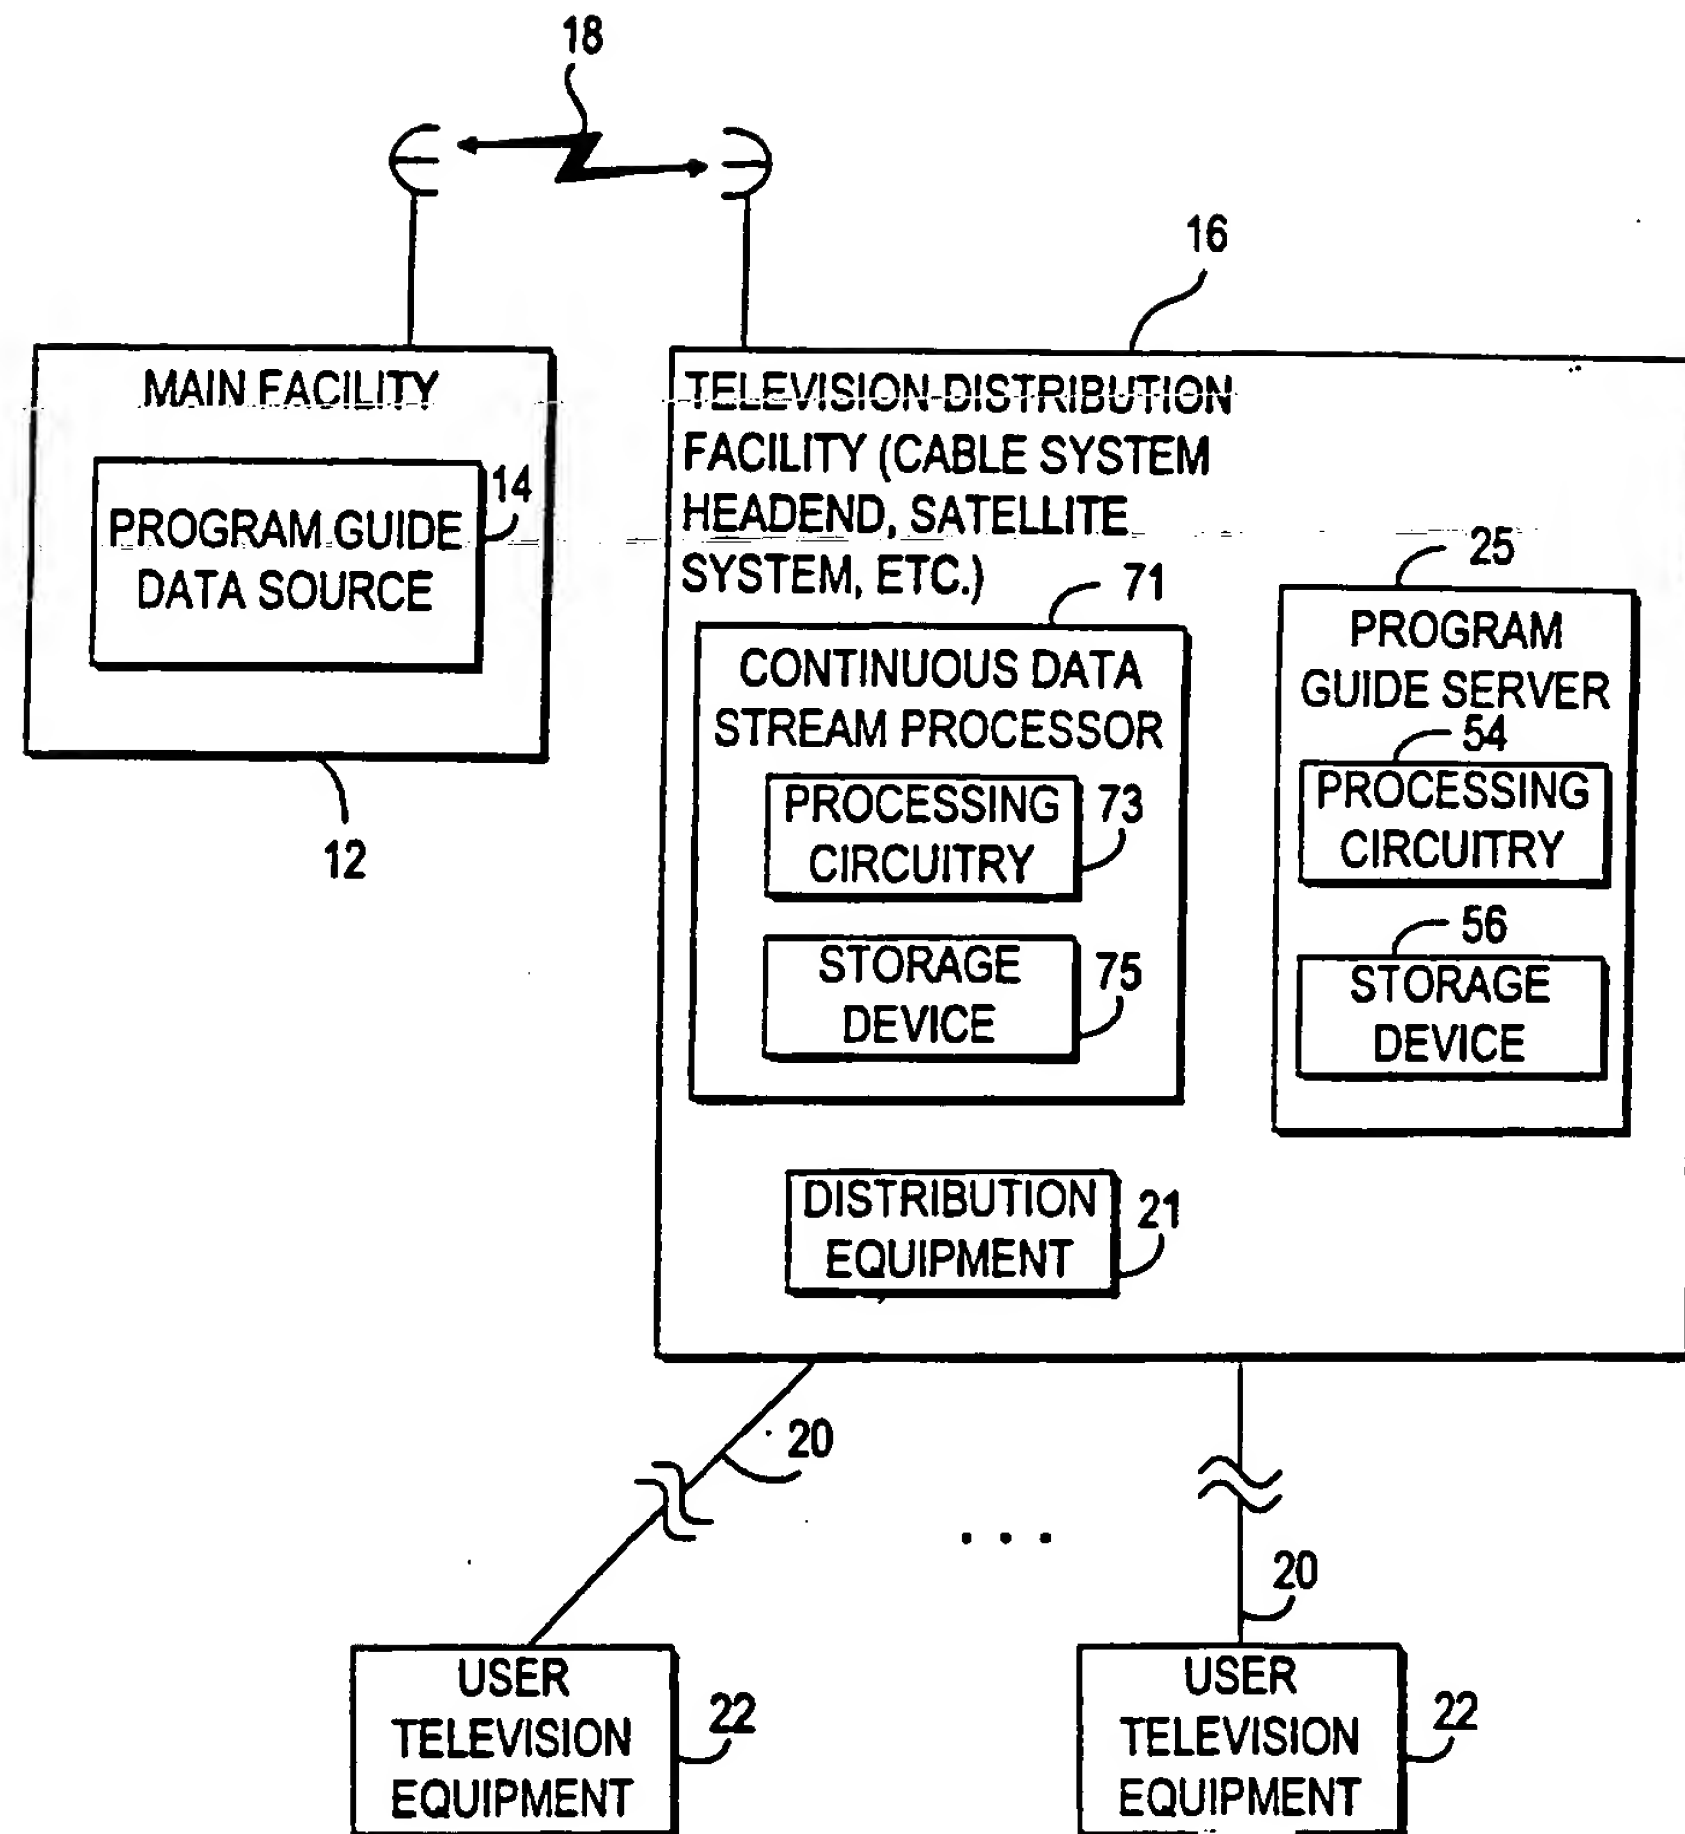 18
16
MAIN FACILITY
PROGRAM GUIDE
DATA SOURCE
14
12
TELEVISION DISTRIBUTION
FACILITY (CABLE SYSTEM
HEADEND, SATELLITE
SYSTEM, ETC.)
71
CONTINUOUS DATA
STREAM PROCESSOR
PROCESSING
CIRCUITRY
73
STORAGE
DEVICE
75
25
PROGRAM
GUIDE SERVER
54
PROCESSING
CIRCUITRY
56
STORAGE
DEVICE
DISTRIBUTION
EQUIPMENT
21
20
20
USER
TELEVISION
EQUIPMENT
22
USER
TELEVISION
EQUIPMENT
22